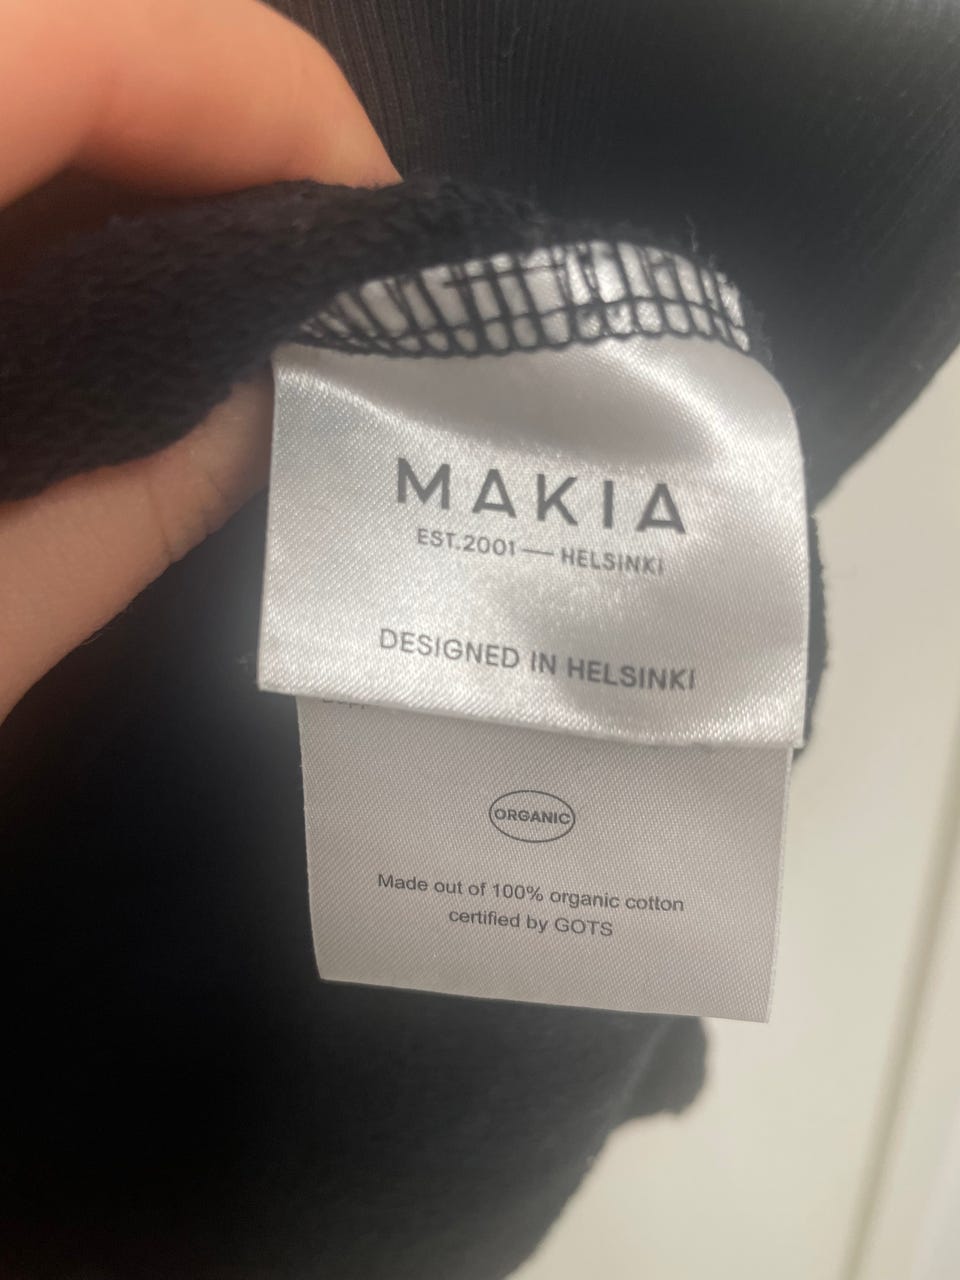 MAKIA
EST.2001 — HELSINKI
DESIGNED IN HELSINKI
ORGANIC
Made out of 100% organic cotton
certified by GOTS